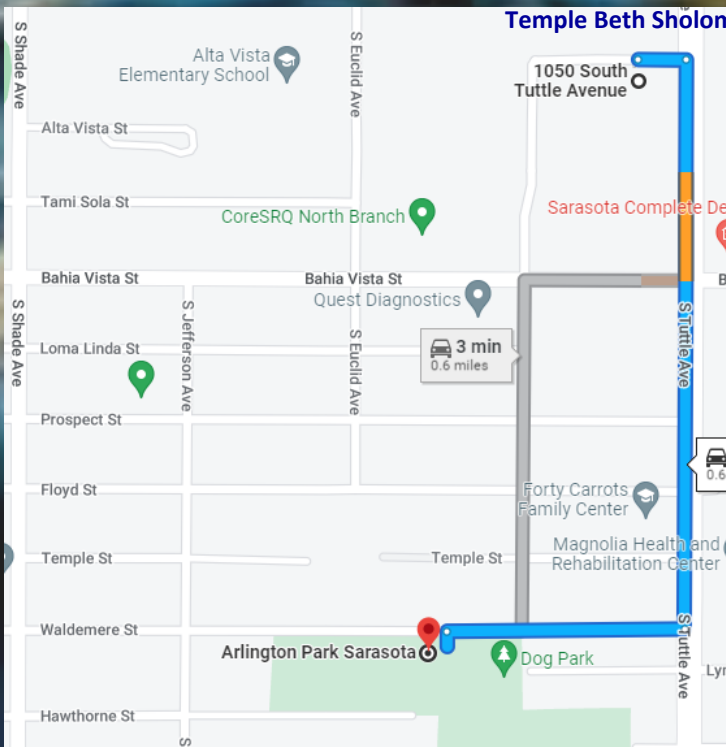 Temple Beth Sholom
S Shade Ave
S Euclid Ave
Alta Vista
Elementary School
1050 South
Tuttle Avenue
Alta Vista St
Tami Sola St
CoreSRQ North Branch
Sarasota Complete De
Bahia Vista St
Bahia Vista St
B
Quest Diagnostics
S Shade Ave
S Jefferson Ave
S Euclid Ave
S Tuttle Ave
Loma Linda St
3 min
0.6 miles
Prospect St
0.6
Floyd St
Forty Carrots
Family Center
Temple St
Temple St
Magnolia Health and
Rehabilitation Center
Waldemere St
S Tuttle Ave
Arlington Park Sarasota
Dog Park
Lyn
Hawthorne St
S